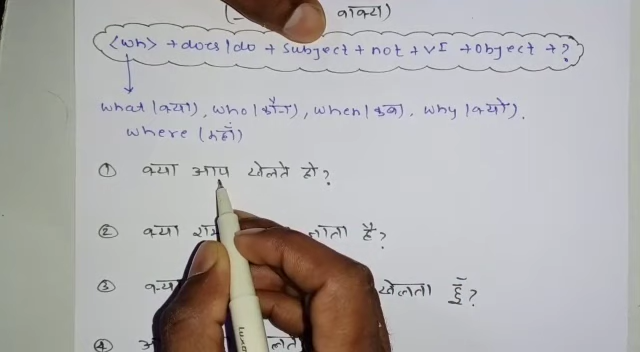 वाक्य)
<wh> + does/do + subject + not + VI + object + ?
what (क्या), who (कौन), when (कब), why (क्यों).
where (कहाँ)
① क्या आप खेलते हो?
② क्या जाता है?
③ खेलता हूँ?
④